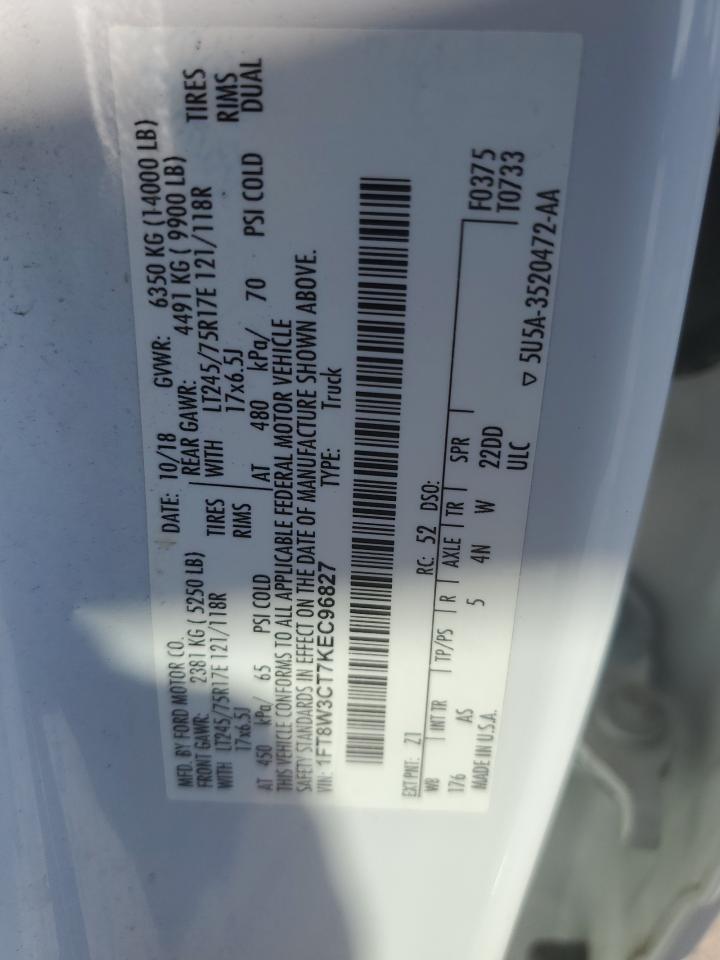 MFD. BY FORD MOTOR CO.
DATE: 10/18 GVWR: 6350 KG (14000 LB)
FRONT GAWR: 2381 KG ( 5250 LB) REAR GAWR: 4491 KG ( 9900 LB)
WITH LT245/75R17E 121/118R TIRES WITH LT245/75R17E 121/118R TIRES
17x6.5J RIMS 17x6.5J RIMS
AT 450 kPa/ 65 PSI COLD AT 480 kPa/ 70 PSI COLD DUAL
THIS VEHICLE CONFORMS TO ALL APPLICABLE FEDERAL MOTOR VEHICLE
SAFETY STANDARDS IN EFFECT ON THE DATE OF MANUFACTURE SHOWN ABOVE.
VIN: 1FT8W3CT7KEC96827 TYPE: Truck
EXT PNT: Z1 RC: 52 DSO: F0375
WB INT TR TP/PS R AXLE TR SPR T0733
176 AS 5 4N W 22DD
MADE IN U.S.A. ULC
▽ 5U5A-3520472-AA